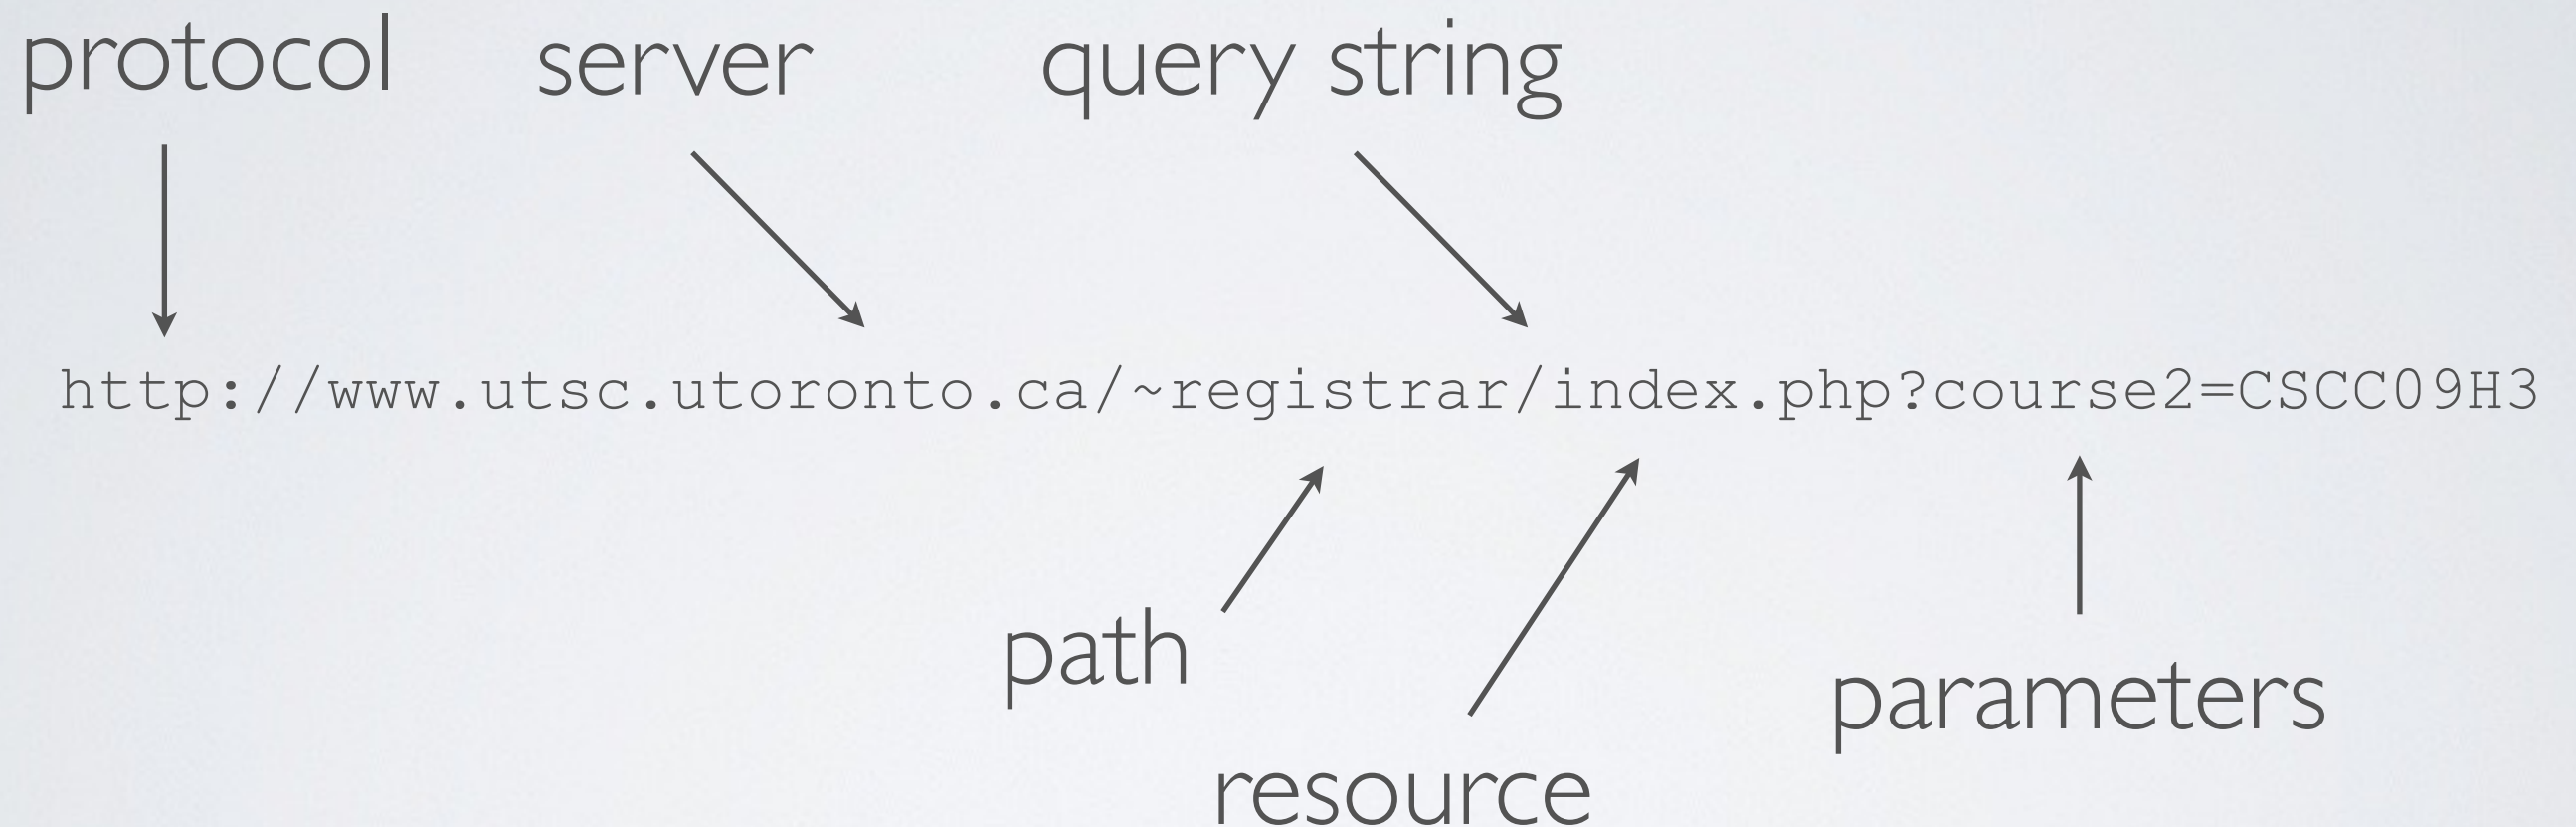 protocol
server
query string
http://www.utsc.utoronto.ca/~registrar/index.php?course2=CSCC09H3
path
resource
parameters